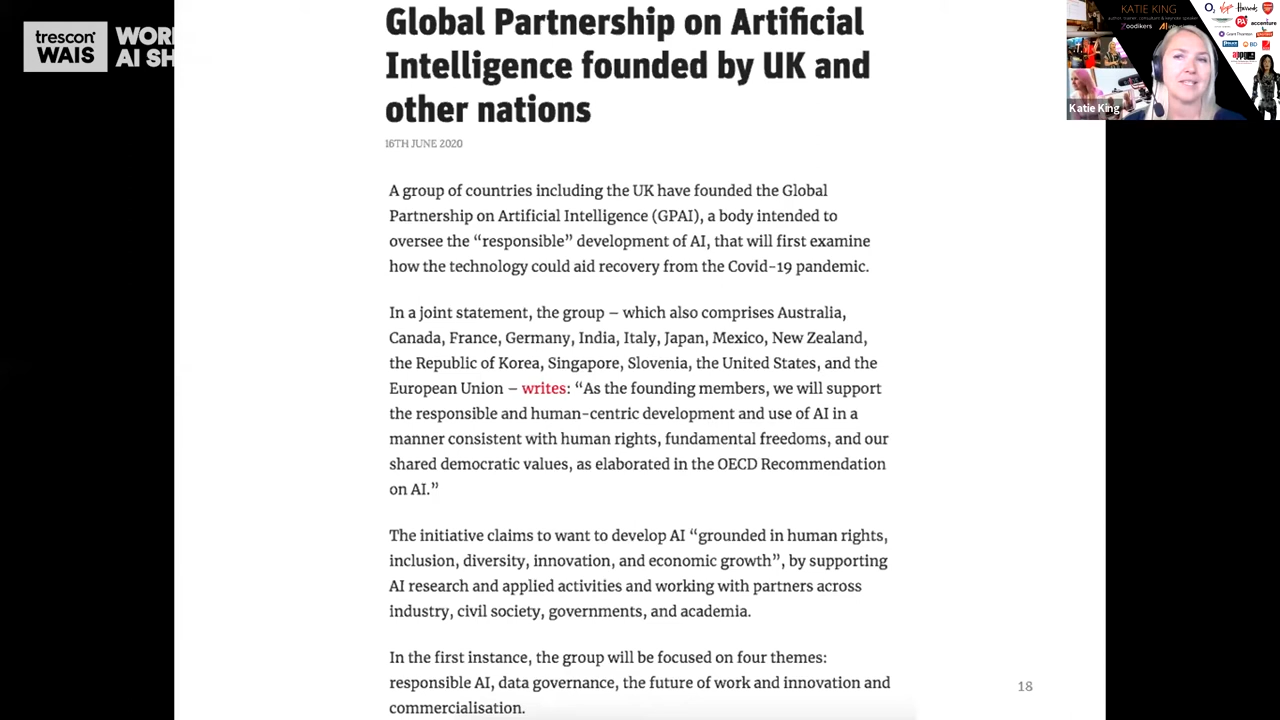 trescon
WAIS
WOR
AI SH
Global Partnership on Artificial
Intelligence founded by UK and
other nations
16TH JUNE 2020
A group of countries including the UK have founded the Global
Partnership on Artificial Intelligence (GPAI), a body intended to
oversee the “responsible” development of AI, that will first examine
how the technology could aid recovery from the Covid-19 pandemic.
In a joint statement, the group – which also comprises Australia,
Canada, France, Germany, India, Italy, Japan, Mexico, New Zealand,
the Republic of Korea, Singapore, Slovenia, the United States, and the
European Union – writes: “As the founding members, we will support
the responsible and human-centric development and use of AI in a
manner consistent with human rights, fundamental freedoms, and our
shared democratic values, as elaborated in the OECD Recommendation
on AI.”
The initiative claims to want to develop AI “grounded in human rights,
inclusion, diversity, innovation, and economic growth”, by supporting
AI research and applied activities and working with partners across
industry, civil society, governments, and academia.
In the first instance, the group will be focused on four themes:
responsible AI, data governance, the future of work and innovation and
commercialisation.
18
KATIE KING
Zoodikers
O2
Virgin
Harrods
PA
accenture
Grant Thornton
BD
Katie King